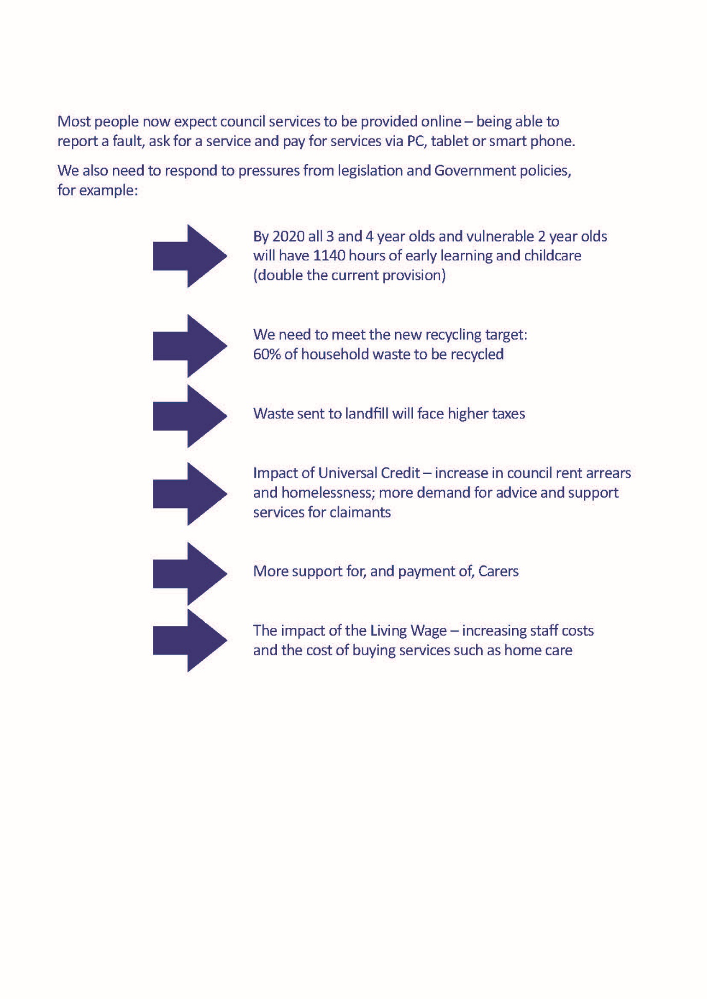 Most people now expect council services to be provided online – being able to
report a fault, ask for a service and pay for services via PC, tablet or smart phone.
We also need to respond to pressures from legislation and Government policies,
for example:
By 2020 all 3 and 4 year olds and vulnerable 2 year olds
will have 1140 hours of early learning and childcare
(double the current provision)
We need to meet the new recycling target:
60% of household waste to be recycled
Waste sent to landfill will face higher taxes
Impact of Universal Credit – increase in council rent arrears
and homelessness; more demand for advice and support
services for claimants
More support for, and payment of, Carers
The impact of the Living Wage – increasing staff costs
and the cost of buying services such as home care